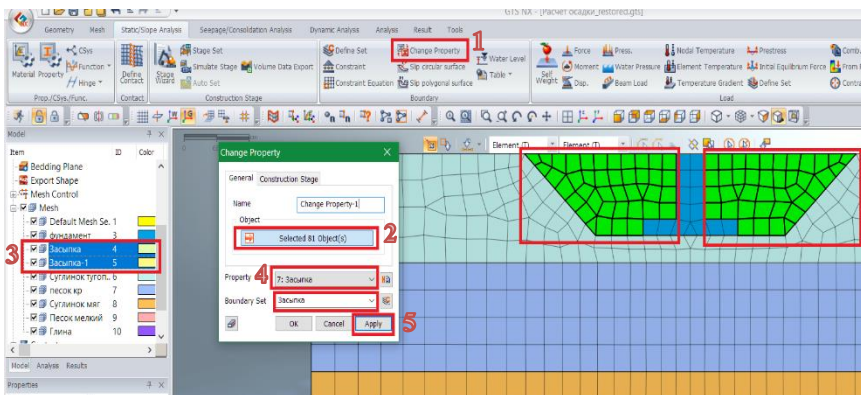 GTS NX - [Расчет осадки_restored.gts]
Geometry Mesh Static/Slope Analysis Seepage/Consolidation Analysis Dynamic Analysis Analysis Result Tools
1
Material Property CSys Function Hinge
Prop./CSys./Func.
Define Contact
Contact
Stage Wizard Stage Set Simulate Stage Auto Set Volume Data Export
Construction Stage
Define Set Constraint Constraint Equation Change Property Slip circular surface Slip polygonal surface Water Level Table
Boundary
Self Weight Force Moment Disp. Press. Water Pressure Beam Load Nodal Temperature Element Temperature Temperature Gradient Prestress Initial Equilibrium Force Define Set Comb.
Load
Model
Item ID Color
Bedding Plane
Export Shape
Mesh Control
Mesh
Default Mesh Se. 1
фундамент 3
3
Засыпка 4
Засыпка-1 5
Суглинок тугоп.. 6
песок кр 7
Суглинок мяг 8
Песок мелкий 9
Глина 10
Model Analysis Results
Properties
Element (T) Element (T)
Change Property
General Construction Stage
Name Change Property-1
Object
Selected 81 Object(s)
2
Property 4 7: Засыпка
Boundary Set Засыпка
OK Cancel Apply
5